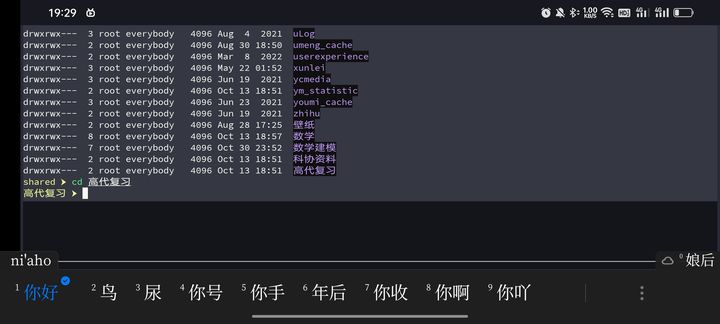 19:29 1.00 KB/S HD 4G 4G
drwxrwx--- 3 root everybody 4096 Aug 4 2021 uLog
drwxrwx--- 2 root everybody 4096 Aug 30 18:50 umeng_cache
drwxrwx--- 2 root everybody 4096 Mar 8 2022 userexperience
drwxrwx--- 3 root everybody 4096 May 22 01:52 xunlei
drwxrwx--- 3 root everybody 4096 Jun 19 2021 ycmedia
drwxrwx--- 2 root everybody 4096 Oct 13 18:51 ym_statistic
drwxrwx--- 3 root everybody 4096 Jun 23 2021 youmi_cache
drwxrwx--- 2 root everybody 4096 Jun 19 2021 zhihu
drwxrwx--- 2 root everybody 4096 Aug 28 17:25 壁纸
drwxrwx--- 8 root everybody 4096 Oct 13 18:57 数学
drwxrwx--- 7 root everybody 4096 Oct 30 23:52 数学建模
drwxrwx--- 2 root everybody 4096 Oct 13 18:51 科协资料
drwxrwx--- 2 root everybody 4096 Oct 13 18:51 高代复习
shared > cd 高代复习
高代复习 >
ni'aho 0 娘后
1 你好 2 鸟 3 尿 4 你号 5 你手 6 年后 7 你收 8 你啊 9 你吖